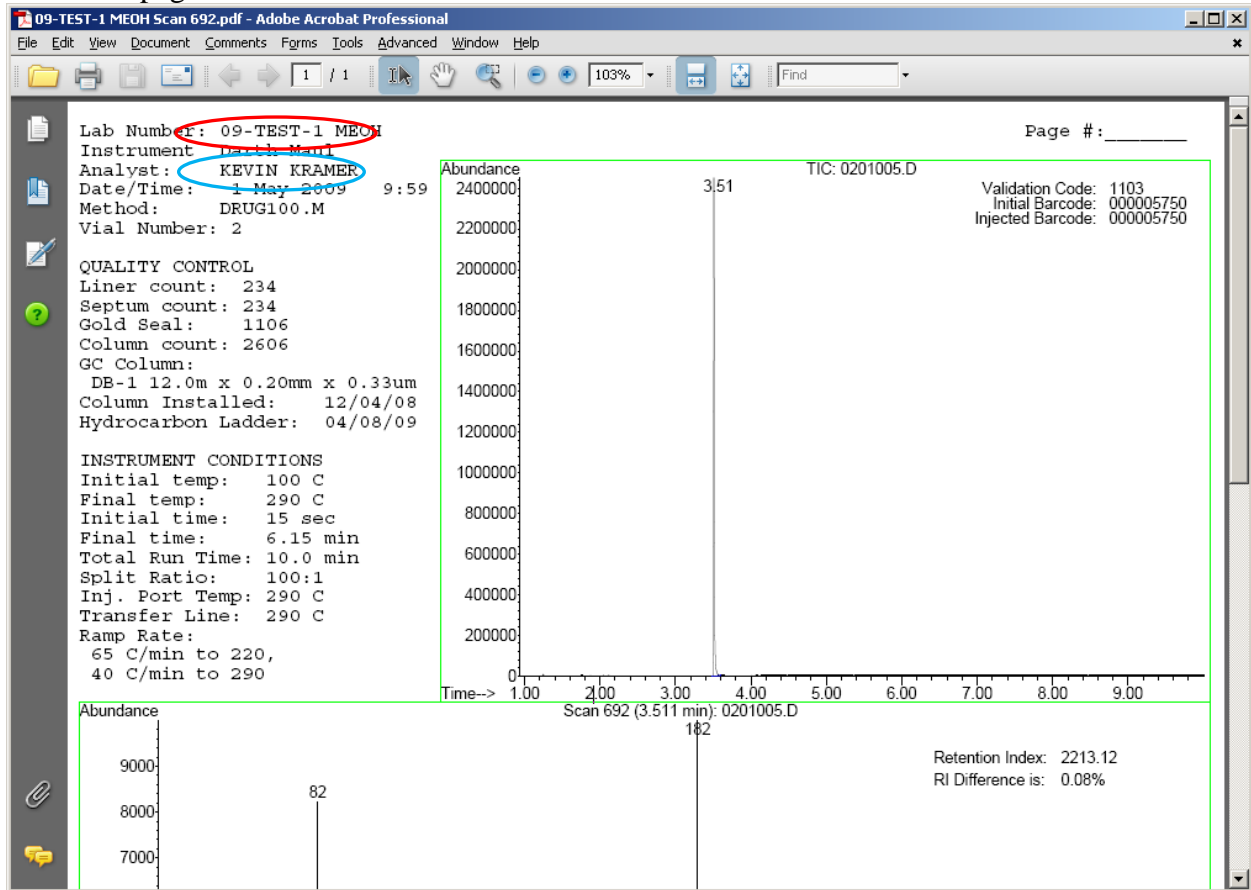 09-TEST-1 MEOH Scan 692.pdf - Adobe Acrobat Professional
File Edit View Document Comments Forms Tools Advanced Window Help
1 / 1 103% Find
Lab Number: 09-TEST-1 MEOH Page #:_______
Instrument Darth Maul
Analyst: KEVIN KRAMER
Date/Time: 1 May 2009 9:59
Method: DRUG100.M
Vial Number: 2
QUALITY CONTROL
Liner count: 234
Septum count: 234
Gold Seal: 1106
Column count: 2606
GC Column:
DB-1 12.0m x 0.20mm x 0.33um
Column Installed: 12/04/08
Hydrocarbon Ladder: 04/08/09
INSTRUMENT CONDITIONS
Initial temp: 100 C
Final temp: 290 C
Initial time: 15 sec
Final time: 6.15 min
Total Run Time: 10.0 min
Split Ratio: 100:1
Inj. Port Temp: 290 C
Transfer Line: 290 C
Ramp Rate:
65 C/min to 220,
40 C/min to 290
Abundance TIC: 0201005.D
3.51
Validation Code: 1103
Initial Barcode: 000005750
Injected Barcode: 000005750
2400000
2200000
2000000
1800000
1600000
1400000
1200000
1000000
800000
600000
400000
200000
0
Time--> 1.00 2.00 3.00 4.00 5.00 6.00 7.00 8.00 9.00
Abundance Scan 692 (3.511 min): 0201005.D
182
Retention Index: 2213.12
RI Difference is: 0.08%
82
9000
8000
7000